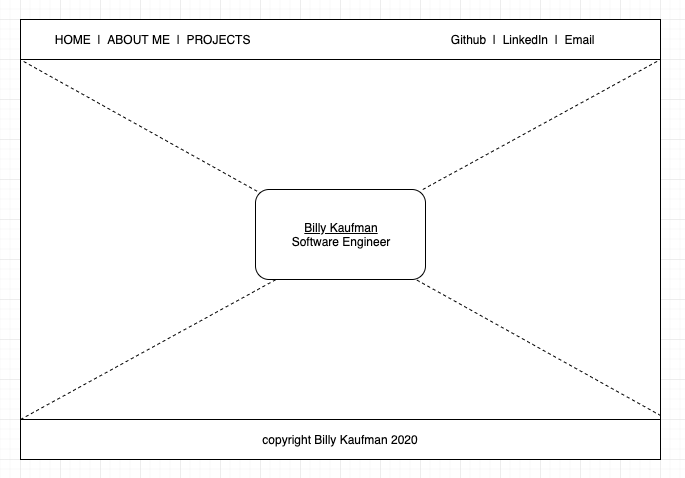 HOME | ABOUT ME | PROJECTS
Github | LinkedIn | Email
Billy Kaufman
Software Engineer
copyright Billy Kaufman 2020